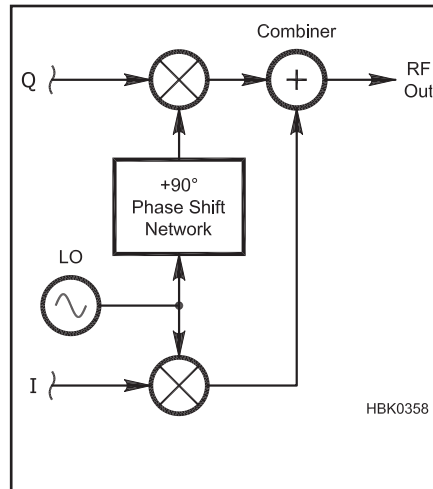 Combiner
Q
+
RF
Out
+90°
Phase Shift
Network
LO
I
HBK0358